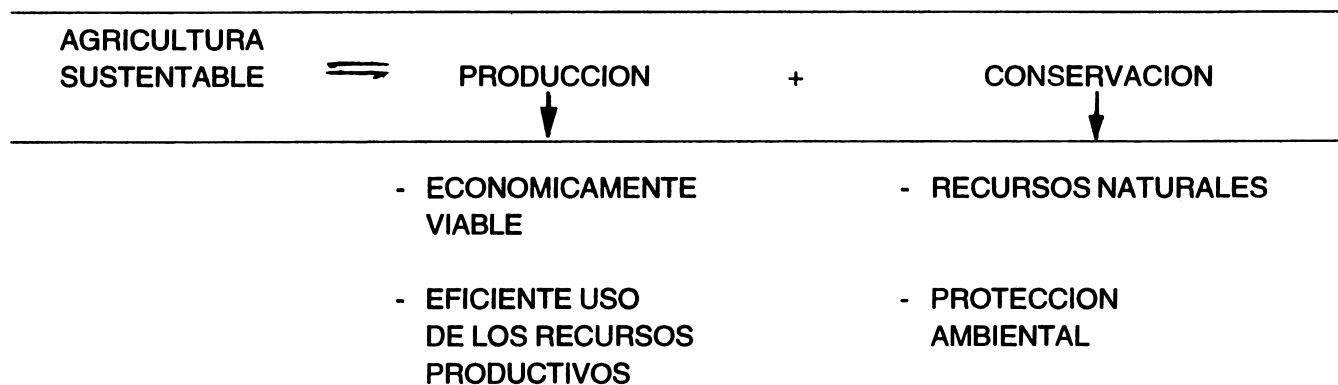 AGRICULTURA
SUSTENTABLE = PRODUCCION + CONSERVACION
- ECONOMICAMENTE
VIABLE
- EFICIENTE USO
DE LOS RECURSOS
PRODUCTIVOS
- RECURSOS NATURALES
- PROTECCION
AMBIENTAL